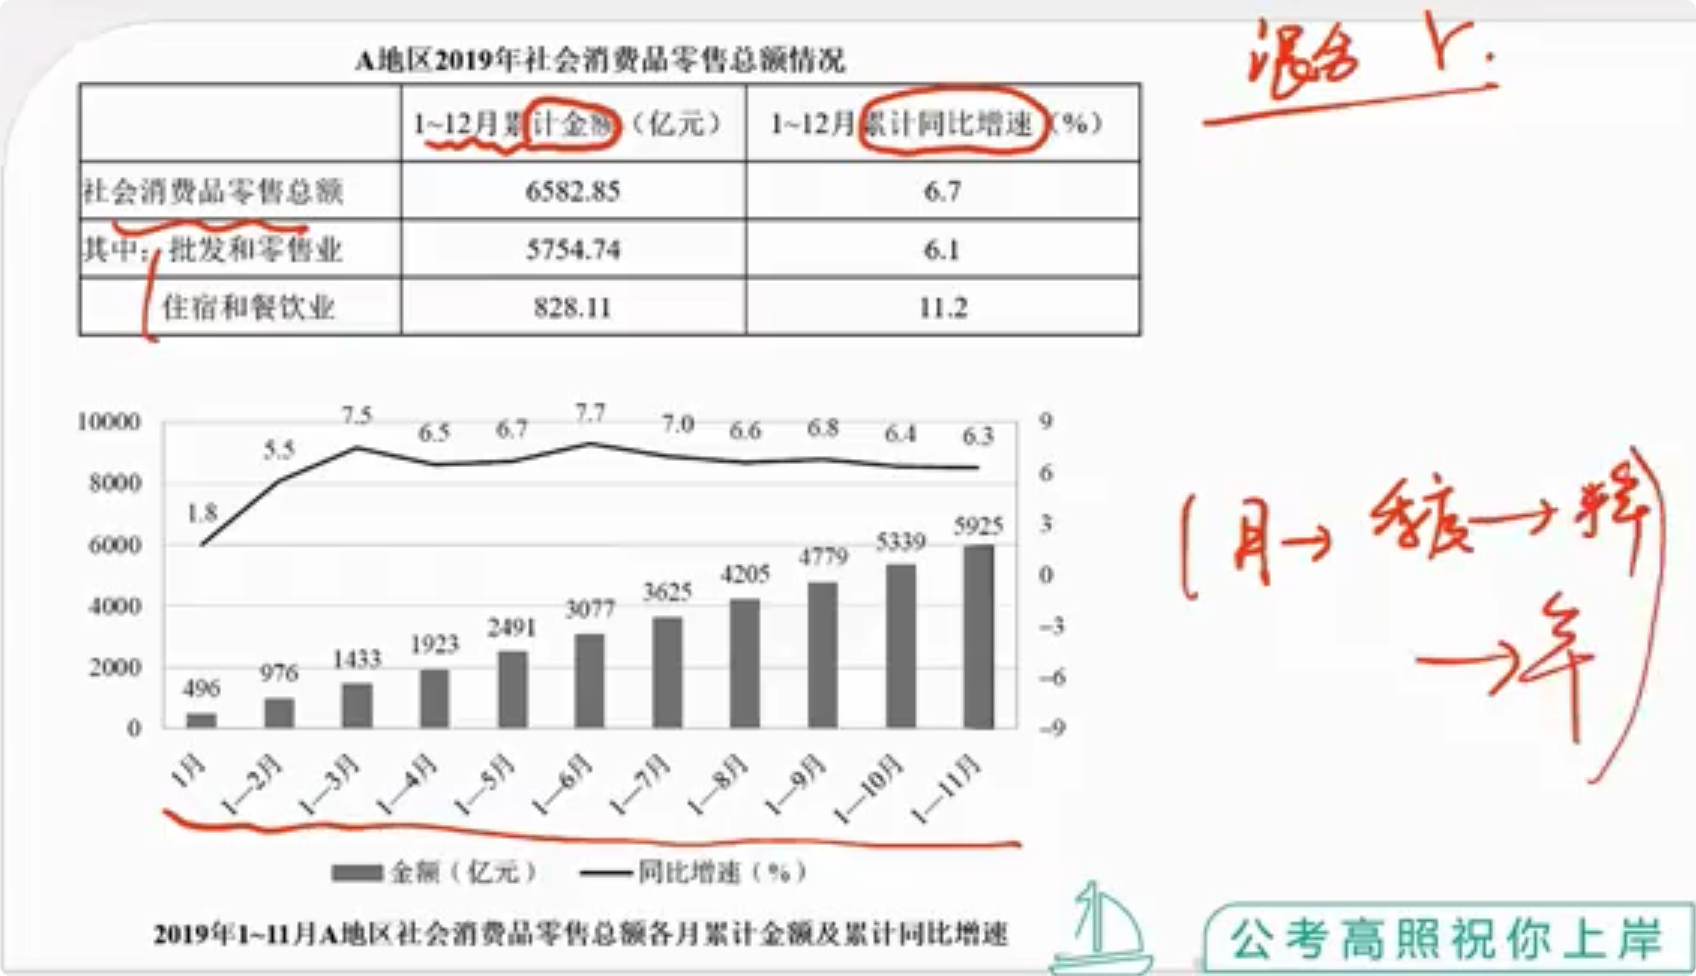 A地区2019年社会消费品零售总额情况
混合 r.
1~12月累计金额（亿元） 1~12月累计同比增速（%）
社会消费品零售总额 6582.85 6.7
其中：批发和零售业 5754.74 6.1
住宿和餐饮业 828.11 11.2
10000 8000 6000 4000 2000 0
1.8 5.5 7.5 6.5 6.7 7.7 7.0 6.6 6.8 6.4 6.3
496 976 1433 1923 2491 3077 3625 4205 4779 5339 5925
9 6 3 0 −3 −6 −9
1月 1—2月 1—3月 1—4月 1—5月 1—6月 1—7月 1—8月 1—9月 1—10月 1—11月
(月→季度→半年)
→年
金额（亿元） 同比增速（%）
2019年1~11月A地区社会消费品零售总额各月累计金额及累计同比增速
公考高照祝你上岸